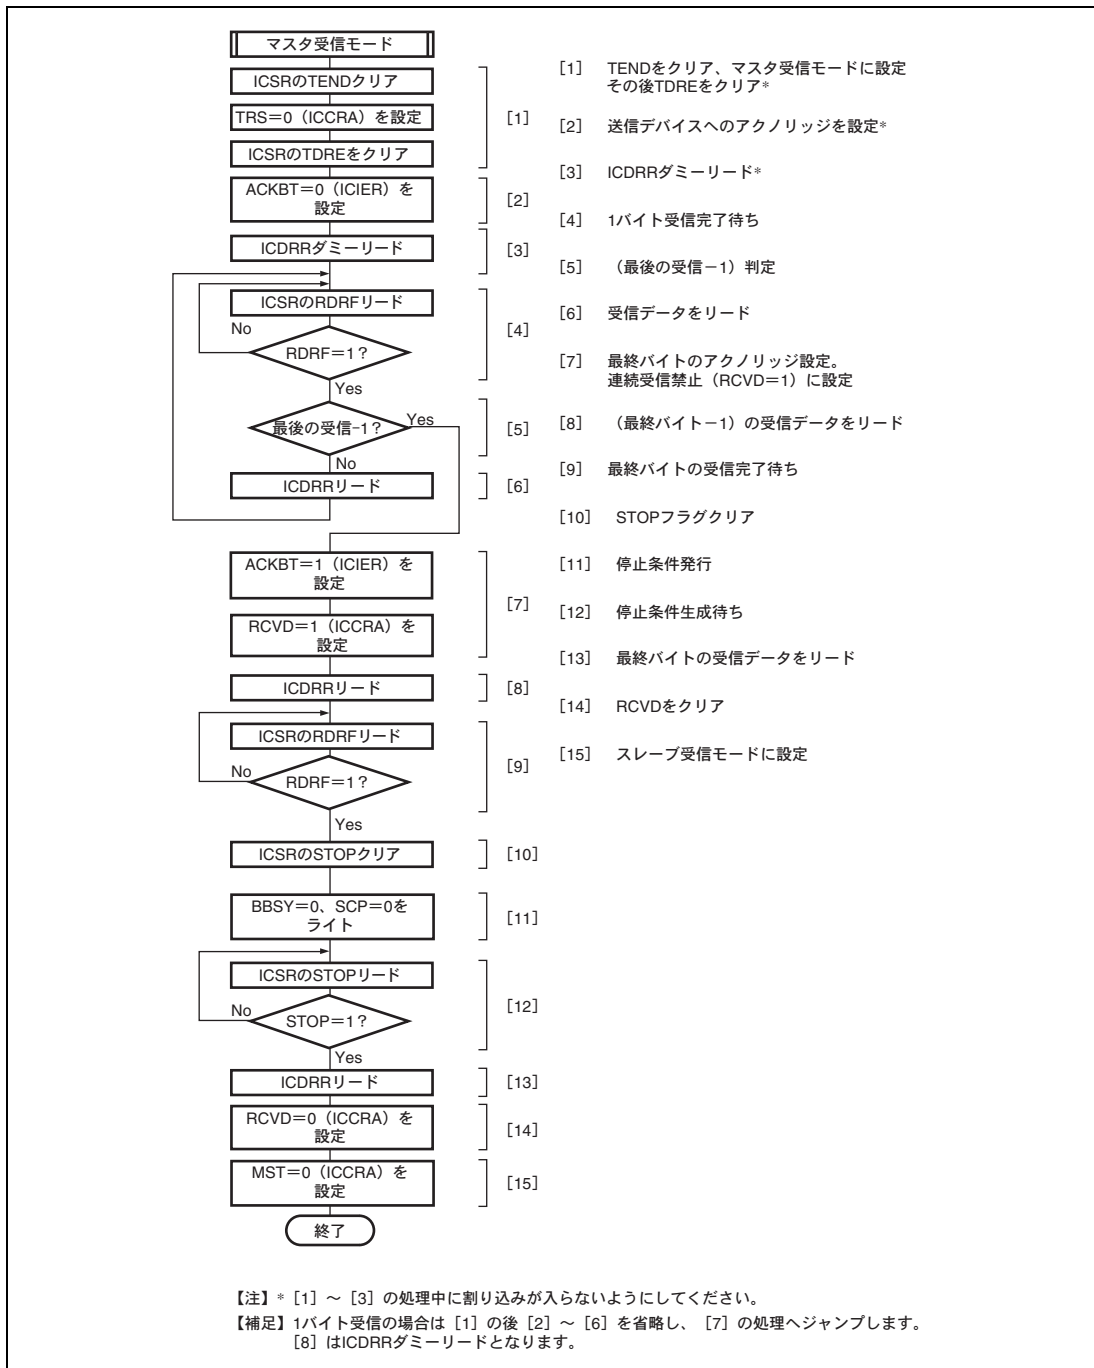 マスタ受信モード
ICSRのTENDクリア
TRS＝0（ICCRA）を設定
ICSRのTDREをクリア
[1]
ACKBT＝0（ICIER）を
設定
[2]
ICDRRダミーリード
[3]
ICSRのRDRFリード
No
RDRF＝1？
[4]
Yes
最後の受信-1？
Yes
[5]
No
ICDRRリード
[6]
ACKBT＝1（ICIER）を
設定
RCVD＝1（ICCRA）を
設定
[7]
ICDRRリード
[8]
ICSRのRDRFリード
No
RDRF＝1？
[9]
Yes
ICSRのSTOPクリア
[10]
BBSY＝0、SCP＝0を
ライト
[11]
ICSRのSTOPリード
No
STOP＝1？
[12]
Yes
ICDRRリード
[13]
RCVD＝0（ICCRA）を
設定
[14]
MST＝0（ICCRA）を
設定
[15]
終了
[1] TENDをクリア、マスタ受信モードに設定
その後TDREをクリア*
[2] 送信デバイスへのアクノリッジを設定*
[3] ICDRRダミーリード*
[4] 1バイト受信完了待ち
[5] （最後の受信－1）判定
[6] 受信データをリード
[7] 最終バイトのアクノリッジ設定。
連続受信禁止（RCVD＝1）に設定
[8] （最終バイト－1）の受信データをリード
[9] 最終バイトの受信完了待ち
[10] STOPフラグクリア
[11] 停止条件発行
[12] 停止条件生成待ち
[13] 最終バイトの受信データをリード
[14] RCVDをクリア
[15] スレーブ受信モードに設定
【注】* [1] ～ [3] の処理中に割り込みが入らないようにしてください。
【補足】1バイト受信の場合は [1] の後 [2] ～ [6] を省略し、 [7] の処理へジャンプします。
[8] はICDRRダミーリードとなります。